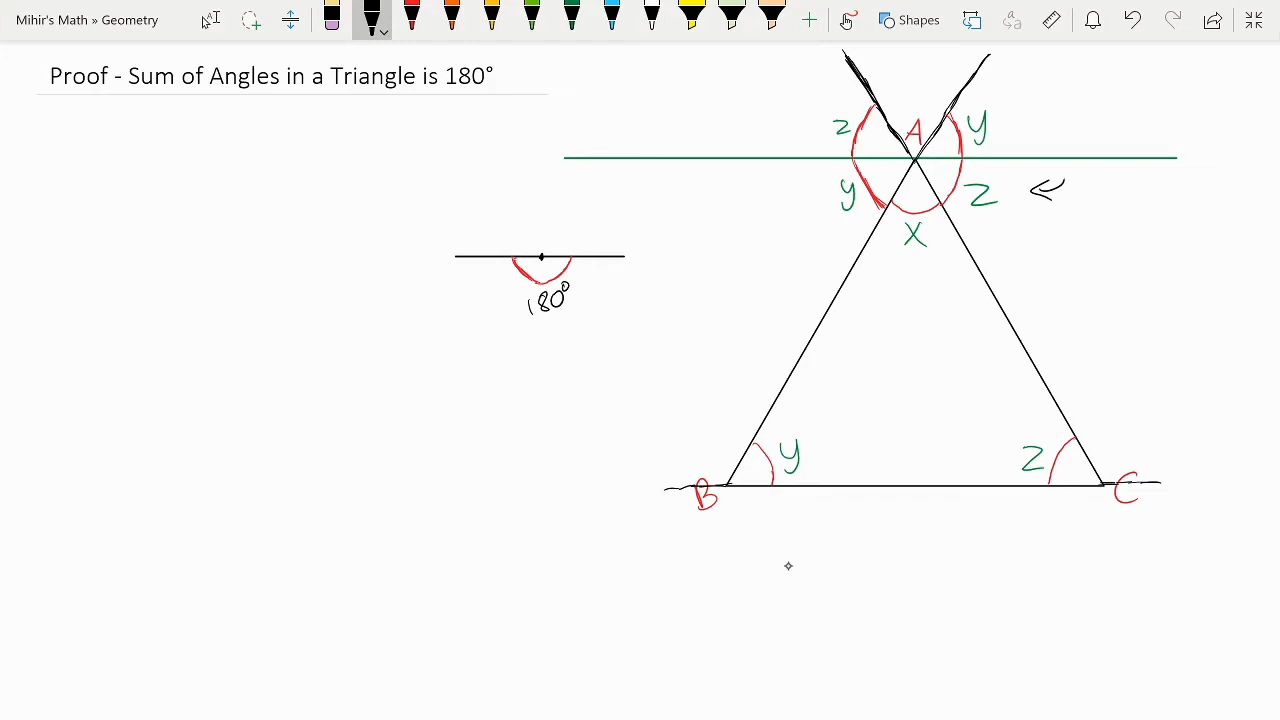 Mihir's Math » Geometry
Shapes
Proof - Sum of Angles in a Triangle is 180°
z A y
y z
x
180°
y z
B C